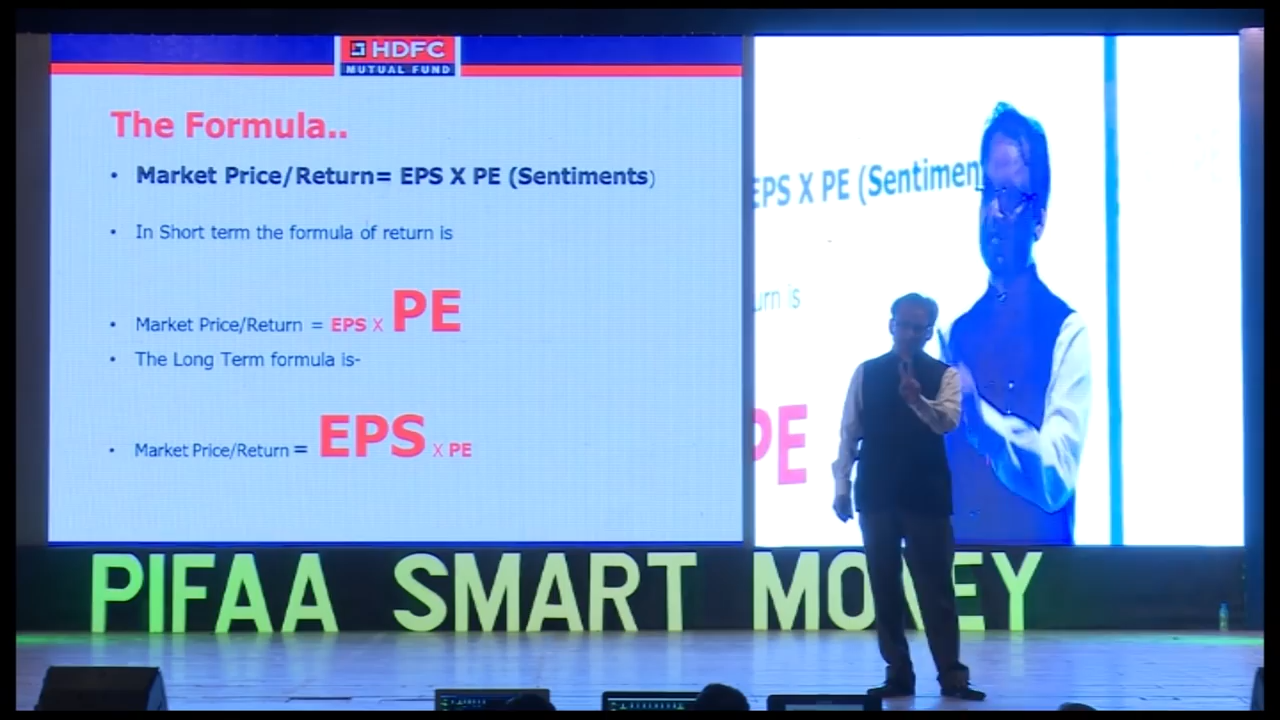 HDFC
MUTUAL FUND
The Formula..
• Market Price/Return= EPS X PE (Sentiments)
• In Short term the formula of return is
• Market Price/Return = EPS X PE
• The Long Term formula is-
• Market Price/Return = EPS X PE
EPS X PE (Sentimen
urn is
PE
PIFAA SMART MONEY